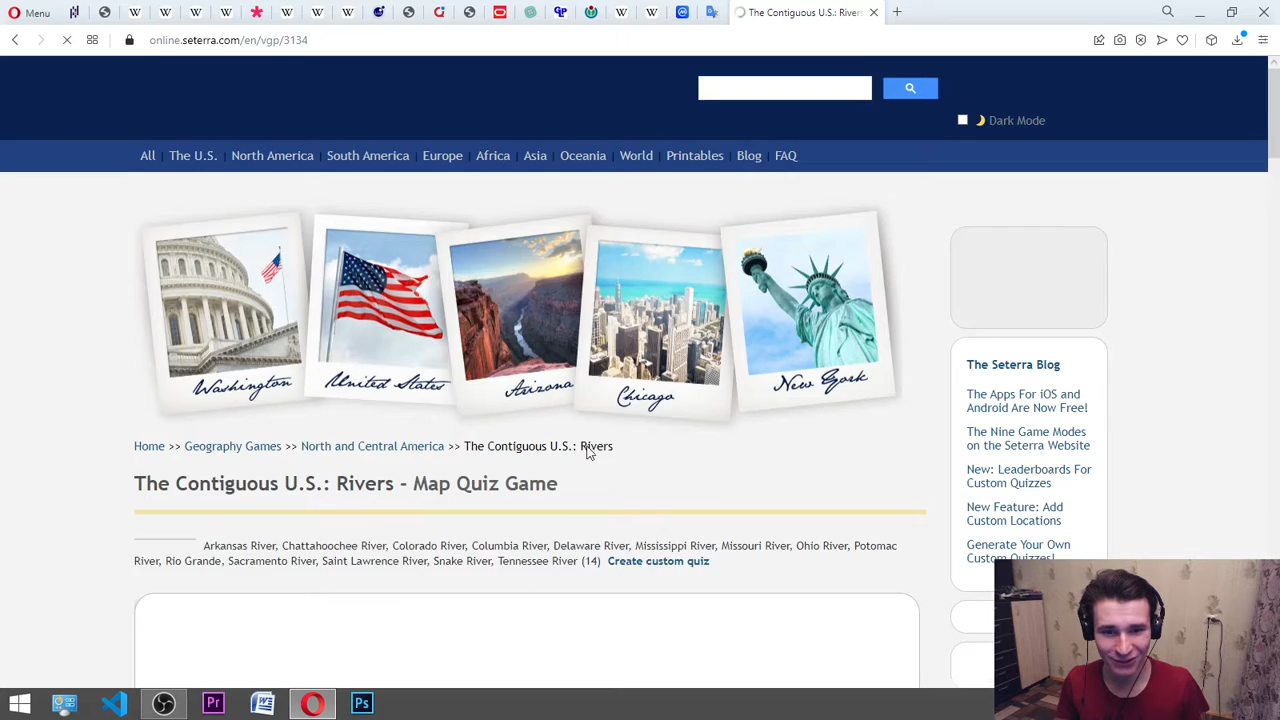 Menu
The Contiguous U.S.: Rivers
online.seterra.com/en/vgp/3134
Dark Mode
All | The U.S. | North America | South America | Europe | Africa | Asia | Oceania | World | Printables | Blog | FAQ
Washington
United States
Arizona
Chicago
New York
Home >> Geography Games >> North and Central America >> The Contiguous U.S.: Rivers
The Contiguous U.S.: Rivers - Map Quiz Game
Arkansas River, Chattahoochee River, Colorado River, Columbia River, Delaware River, Mississippi River, Missouri River, Ohio River, Potomac
River, Rio Grande, Sacramento River, Saint Lawrence River, Snake River, Tennessee River (14) Create custom quiz
The Seterra Blog
The Apps For iOS and
Android Are Now Free!
The Nine Game Modes
on the Seterra Website
New: Leaderboards For
Custom Quizzes
New Feature: Add
Custom Locations
Generate Your Own
Custom Quizzes!
Pr
W
Ps